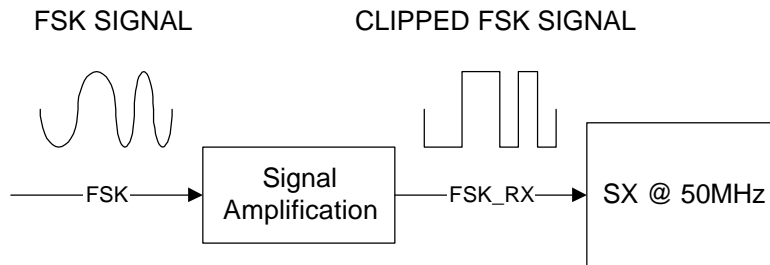 FSK SIGNAL
CLIPPED FSK SIGNAL
FSK
Signal
Amplification
FSK_RX
SX @ 50MHz